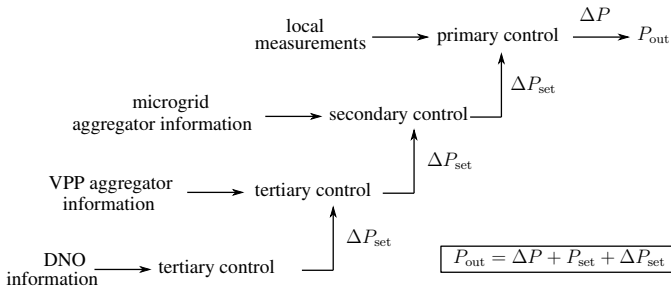 local
measurements
primary control
ΔP
P_out
ΔP_set
microgrid
aggregator information
secondary control
ΔP_set
VPP aggregator
information
tertiary control
ΔP_set
DNO
information
tertiary control
P_out = ΔP + P_set + ΔP_set